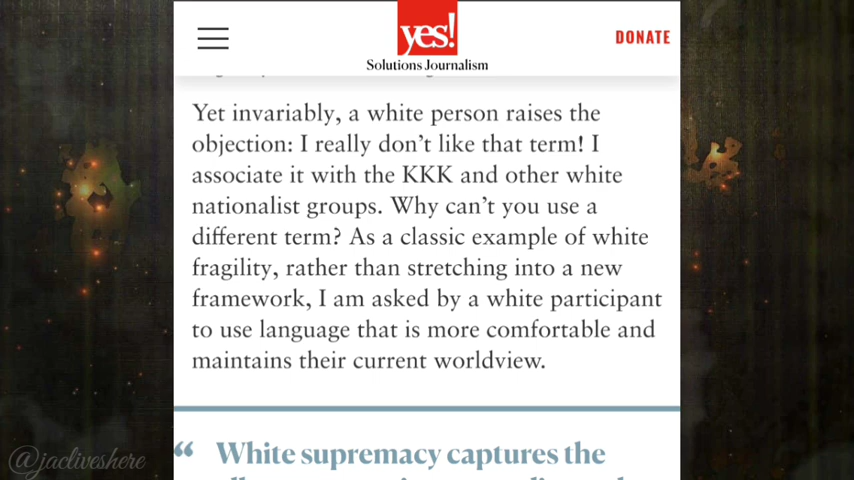 yes!
Solutions Journalism
DONATE
Yet invariably, a white person raises the
objection: I really don't like that term! I
associate it with the KKK and other white
nationalist groups. Why can't you use a
different term? As a classic example of white
fragility, rather than stretching into a new
framework, I am asked by a white participant
to use language that is more comfortable and
maintains their current worldview.
“ White supremacy captures the
@jacliveshere